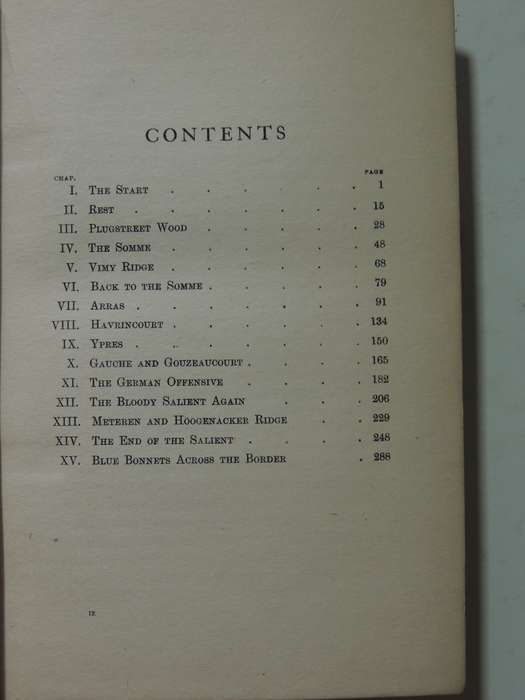 CONTENTS
CHAP. PAGE
I. THE START . . . . . . 1
II. REST . . . . . . . 15
III. PLUGSTREET WOOD . . . . . 28
IV. THE SOMME . . . . . . 48
V. VIMY RIDGE . . . . . . 68
VI. BACK TO THE SOMME . . . . . 79
VII. ARRAS . . . . . . . 91
VIII. HAVRINCOURT . . . . . . 134
IX. YPRES . . . . . . . 150
X. GAUCHE AND GOUZEAUCOURT . . . . 165
XI. THE GERMAN OFFENSIVE . . . . 182
XII. THE BLOODY SALIENT AGAIN . . . 206
XIII. METEREN AND HOOGENACKER RIDGE . . 229
XIV. THE END OF THE SALIENT . . . . 248
XV. BLUE BONNETS ACROSS THE BORDER . 288
ix